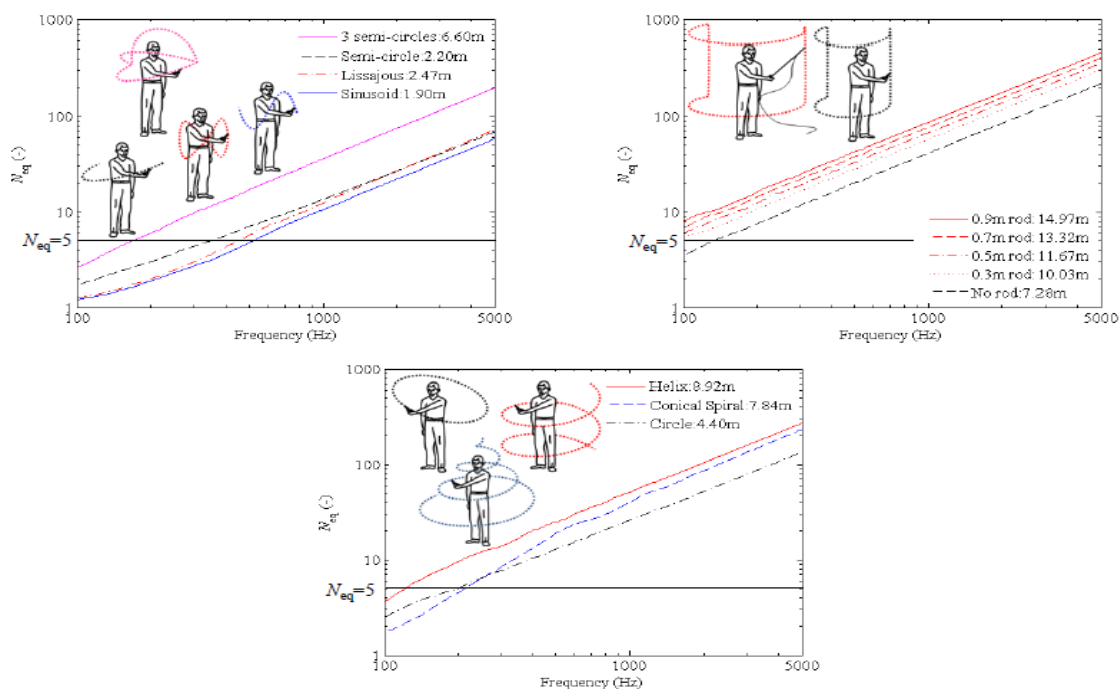 1000
100
10
1
N_eq (-)
N_eq=5
3 semi-circles:6.60m
Semi-circle:2.20m
Lissajous:2.47m
Sinusoid:1.90m
100
1000
5000
Frequency (Hz)
1000
100
10
1
N_eq (-)
N_eq=5
0.9m rod:14.97m
0.7m rod:13.32m
0.5m rod:11.67m
0.3m rod:10.03m
No rod:7.28m
100
1000
5000
Frequency (Hz)
1000
100
10
1
N_eq (-)
N_eq=5
Helix:8.92m
Conical Spiral:7.84m
Circle:4.40m
100
1000
5000
Frequency (Hz)